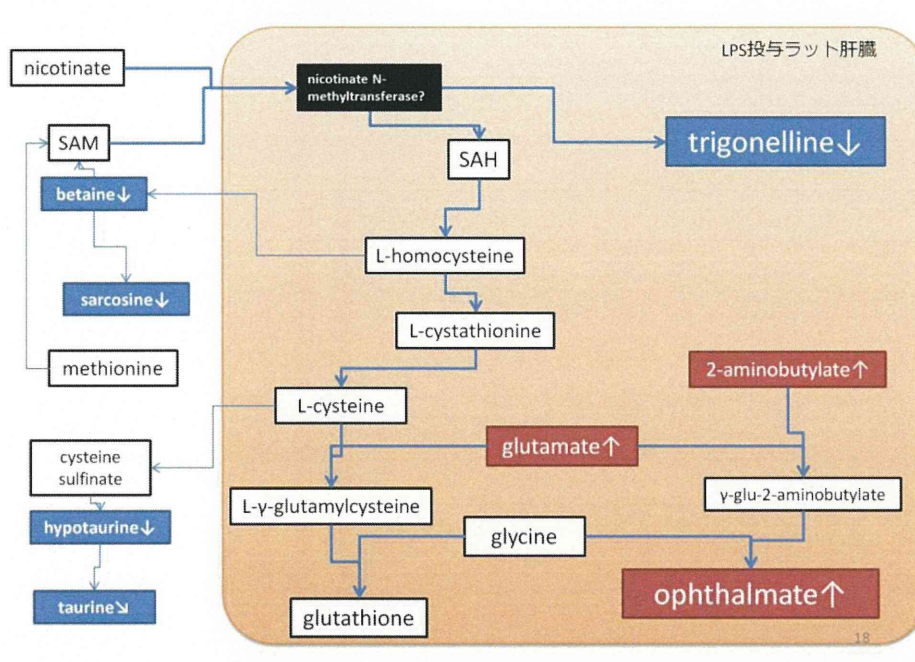 LPS投与ラット肝臓
nicotinate
nicotinate N-
methyltransferase?
trigonelline↓
SAM
SAH
betaine↓
L-homocysteine
sarcosine↓
L-cystathionine
methionine
2-aminobutylate↑
L-cysteine
glutamate↑
cysteine
sulfinate
L-γ-glutamylcysteine
γ-glu-2-aminobutylate
hypotaurine↓
glycine
ophthalmate↑
taurine↘
glutathione
18